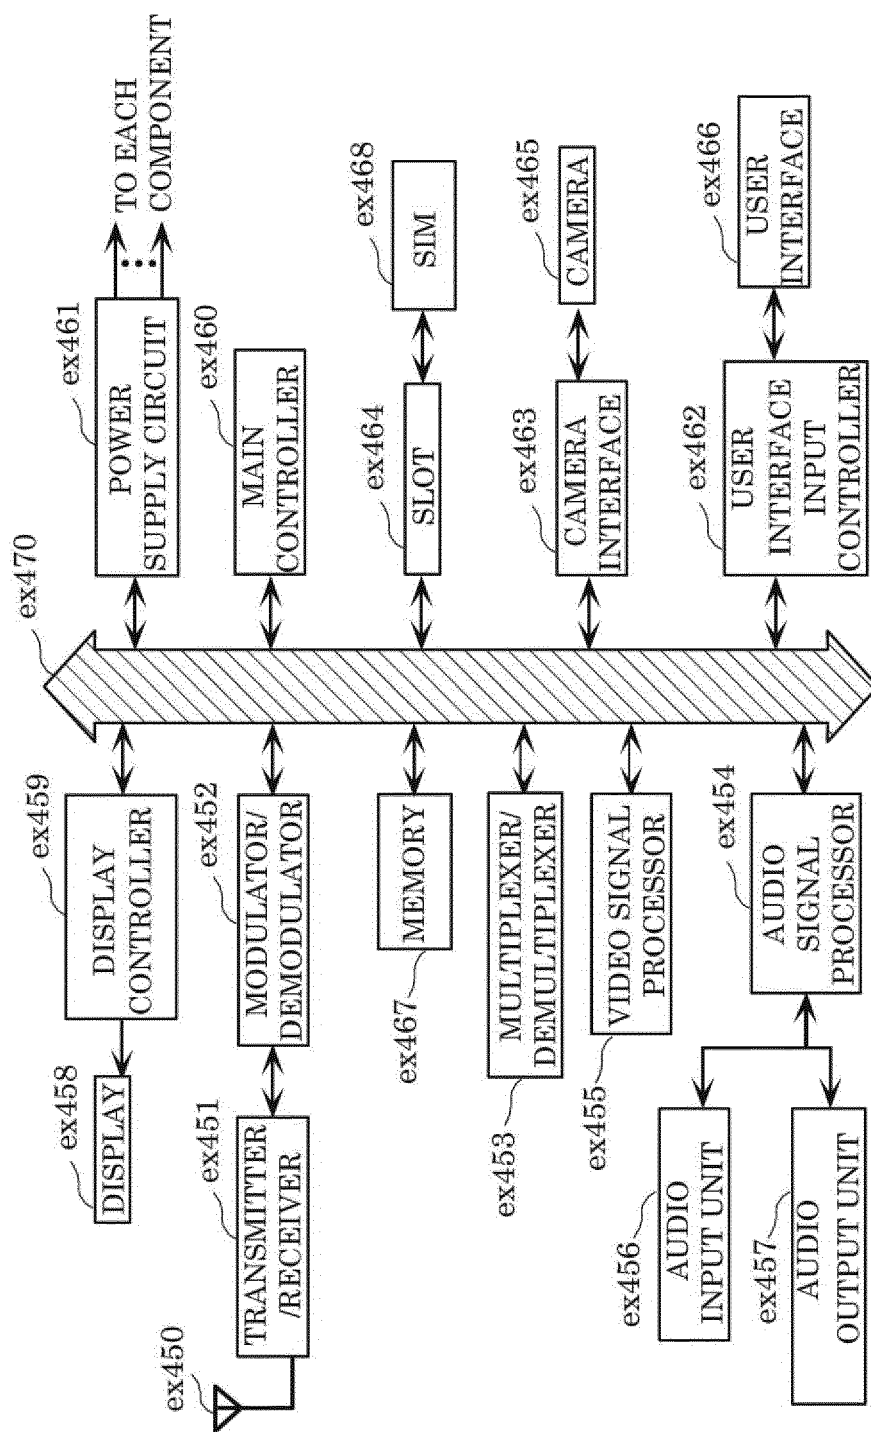 ex470
ex459
DISPLAY
CONTROLLER
ex458
DISPLAY
ex461
POWER
SUPPLY CIRCUIT
TO EACH
COMPONENT
ex450
ex451
TRANSMITTER
/RECEIVER
ex452
MODULATOR/
DEMODULATOR
ex460
MAIN
CONTROLLER
ex467
MEMORY
ex464
SLOT
ex468
SIM
ex453
MULTIPLEXER/
DEMULTIPLEXER
ex455
VIDEO SIGNAL
PROCESSOR
ex463
CAMERA
INTERFACE
ex465
CAMERA
ex456
AUDIO
INPUT UNIT
ex457
AUDIO
OUTPUT UNIT
ex454
AUDIO
SIGNAL
PROCESSOR
ex462
USER
INTERFACE
INPUT
CONTROLLER
ex466
USER
INTERFACE